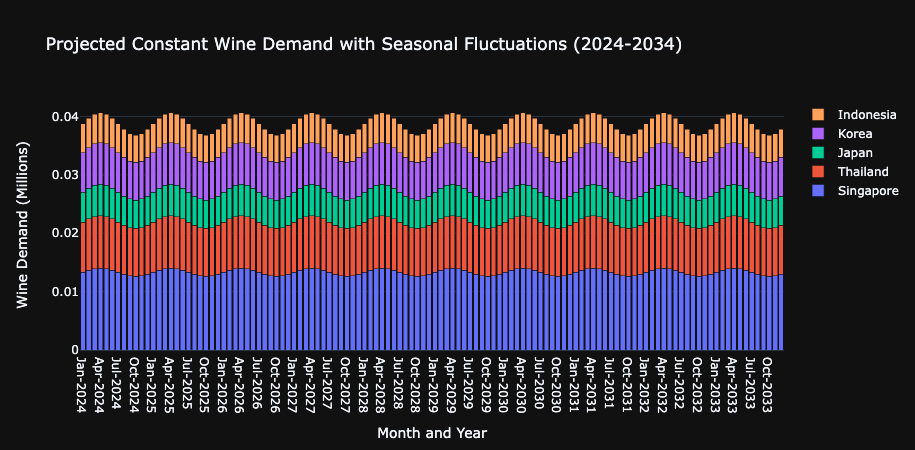 Projected Constant Wine Demand with Seasonal Fluctuations (2024-2034)
Indonesia
Korea
Japan
Thailand
Singapore
Wine Demand (Millions)
0.04
0.03
0.02
0.01
0
Jan-2024
Apr-2024
Jul-2024
Oct-2024
Jan-2025
Apr-2025
Jul-2025
Oct-2025
Jan-2026
Apr-2026
Jul-2026
Oct-2026
Jan-2027
Apr-2027
Jul-2027
Oct-2027
Jan-2028
Apr-2028
Jul-2028
Oct-2028
Jan-2029
Apr-2029
Jul-2029
Oct-2029
Jan-2030
Apr-2030
Jul-2030
Oct-2030
Jan-2031
Apr-2031
Jul-2031
Oct-2031
Jan-2032
Apr-2032
Jul-2032
Oct-2032
Jan-2033
Apr-2033
Jul-2033
Oct-2033
Month and Year